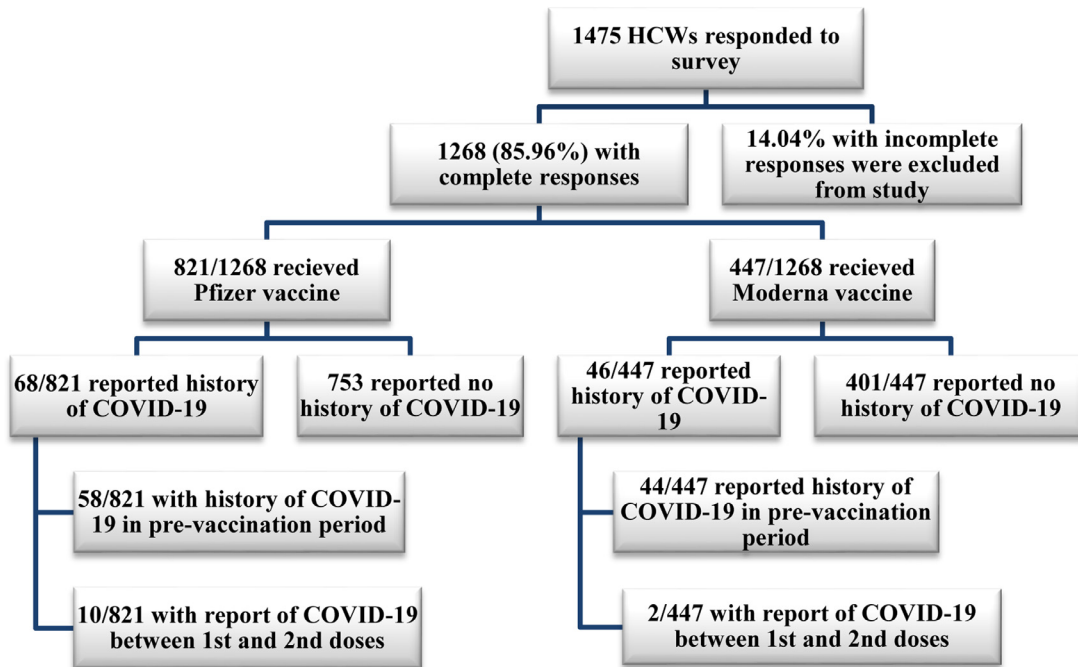 1475 HCWs responded to
survey
1268 (85.96%) with
complete responses
14.04% with incomplete
responses were excluded
from study
821/1268 recieved
Pfizer vaccine
447/1268 recieved
Moderna vaccine
68/821 reported history
of COVID-19
753 reported no
history of COVID-19
46/447 reported
history of COVID-
19
401/447 reported no
history of COVID-19
58/821 with history of COVID-
19 in pre-vaccination period
44/447 reported history of
COVID-19 in pre-vaccination
period
10/821 with report of COVID-19
between 1st and 2nd doses
2/447 with report of COVID-19
between 1st and 2nd doses